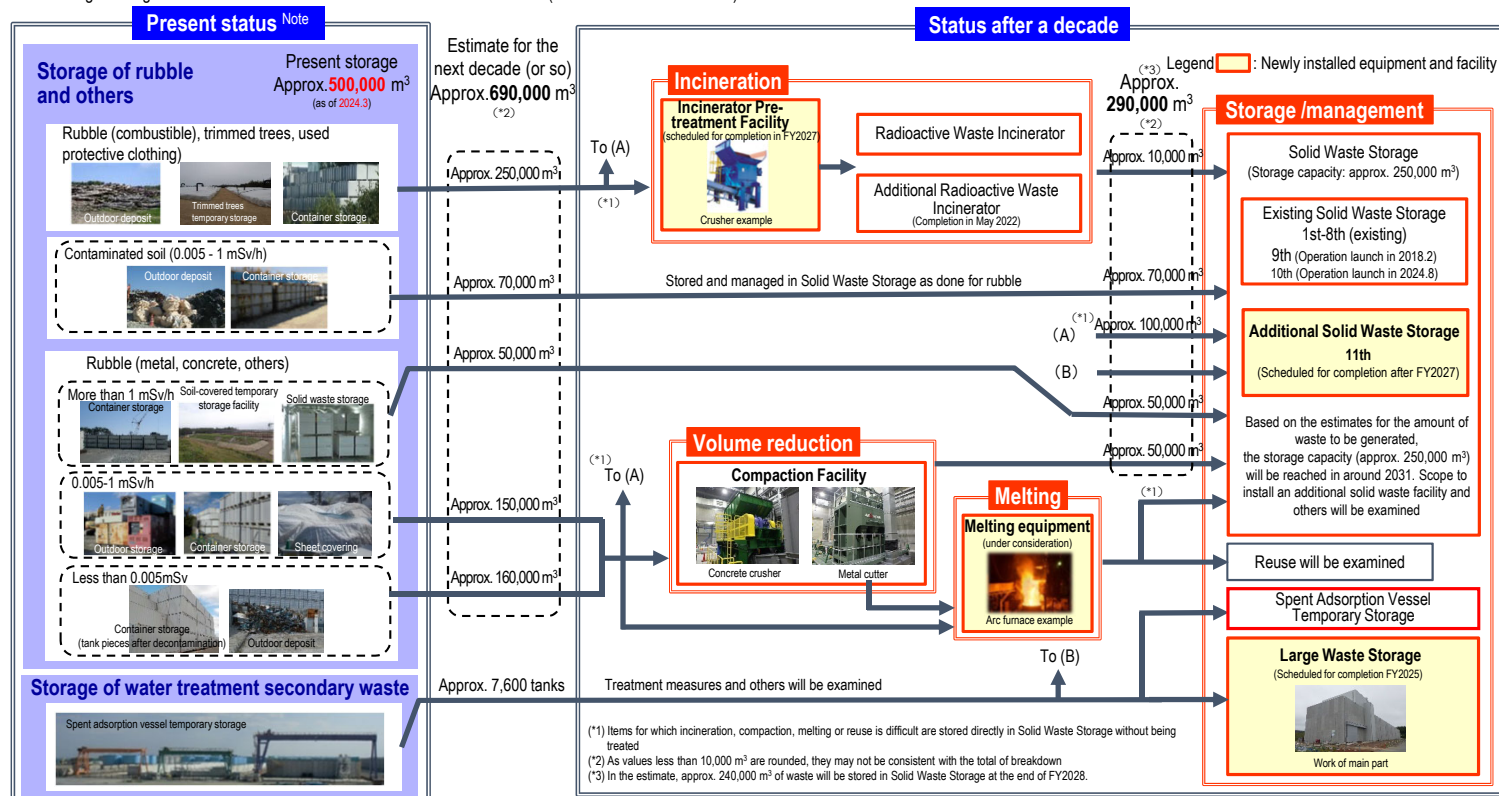 Present status Note
Storage of rubble
and others
Present storage
Approx.500,000 m³
(as of 2024.3)
Rubble (combustible), trimmed trees, used
protective clothing)
Outdoor deposit
Trimmed trees
temporary storage
Container storage
Contaminated soil (0.005 - 1 mSv/h)
Outdoor deposit
Container storage
Rubble (metal, concrete, others)
More than 1 mSv/h
Container storage
Soil-covered temporary
storage facility
Solid waste storage
0.005-1 mSv/h
Outdoor storage
Container storage
Sheet covering
Less than 0.005mSv
Container storage
(tank pieces after decontamination)
Outdoor deposit
Storage of water treatment secondary waste
Spent adsorption vessel temporary storage
Estimate for the
next decade (or so)
Approx.690,000 m³
(*2)
Approx. 250,000 m³
Approx. 70,000 m³
Approx. 50,000 m³
Approx. 150,000 m³
Approx. 160,000 m³
Approx. 7,600 tanks
Status after a decade
Legend : Newly installed equipment and facility
To (A)
(*1)
Incineration
Incinerator Pre-
treatment Facility
(scheduled for completion in FY2027)
Crusher example
Radioactive Waste Incinerator
Additional Radioactive Waste
Incinerator
(Completion in May 2022)
Stored and managed in Solid Waste Storage as done for rubble
(*1)
To (A)
Volume reduction
Compaction Facility
Concrete crusher
Metal cutter
Melting
Melting equipment
(under consideration)
Arc furnace example
To (B)
Treatment measures and others will be examined
(*3)
Approx.
290,000 m³
(*2)
Approx. 10,000 m³
Approx. 70,000 m³
(A)
(*1)
Approx. 100,000 m³
(B)
Approx. 50,000 m³
Approx. 50,000 m³
(*1)
Storage /management
Solid Waste Storage
(Storage capacity: approx. 250,000 m³)
Existing Solid Waste Storage
1st-8th (existing)
9th (Operation launch in 2018.2)
10th (Operation launch in 2024.8)
Additional Solid Waste Storage
11th
(Scheduled for completion after FY2027)
Based on the estimates for the amount of
waste to be generated,
the storage capacity (approx. 250,000 m³)
will be reached in around 2031. Scope to
install an additional solid waste facility and
others will be examined
Reuse will be examined
Spent Adsorption Vessel
Temporary Storage
Large Waste Storage
(Scheduled for completion FY2025)
Work of main part
(*1) Items for which incineration, compaction, melting or reuse is difficult are stored directly in Solid Waste Storage without being
treated
(*2) As values less than 10,000 m³ are rounded, they may not be consistent with the total of breakdown
(*3) In the estimate, approx. 240,000 m³ of waste will be stored in Solid Waste Storage at the end of FY2028.